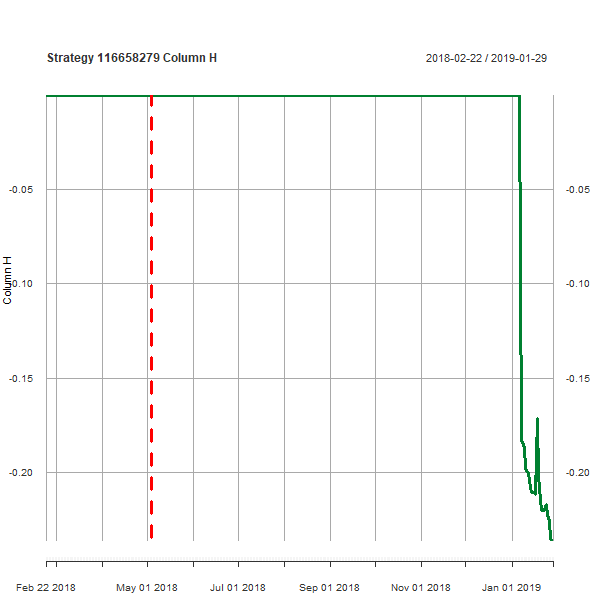 Strategy 116658279 Column H
2018-02-22 / 2019-01-29
-0.05 -0.05
Column H
-0.10 -0.10
-0.15 -0.15
-0.20 -0.20
Feb 22 2018 May 01 2018 Jul 01 2018 Sep 01 2018 Nov 01 2018 Jan 01 2019